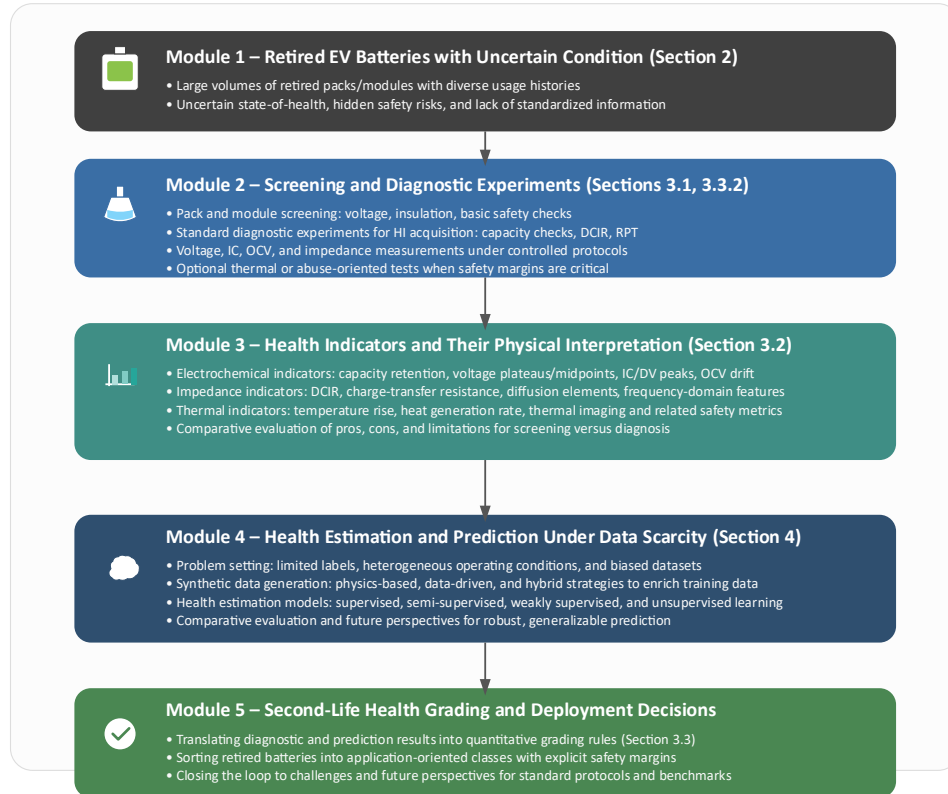 Module 1 – Retired EV Batteries with Uncertain Condition (Section 2)
• Large volumes of retired packs/modules with diverse usage histories
• Uncertain state-of-health, hidden safety risks, and lack of standardized information
Module 2 – Screening and Diagnostic Experiments (Sections 3.1, 3.3.2)
• Pack and module screening: voltage, insulation, basic safety checks
• Standard diagnostic experiments for HI acquisition: capacity checks, DCIR, RPT
• Voltage, IC, OCV, and impedance measurements under controlled protocols
• Optional thermal or abuse-oriented tests when safety margins are critical
Module 3 – Health Indicators and Their Physical Interpretation (Section 3.2)
• Electrochemical indicators: capacity retention, voltage plateaus/midpoints, IC/DV peaks, OCV drift
• Impedance indicators: DCIR, charge-transfer resistance, diffusion elements, frequency-domain features
• Thermal indicators: temperature rise, heat generation rate, thermal imaging and related safety metrics
• Comparative evaluation of pros, cons, and limitations for screening versus diagnosis
Module 4 – Health Estimation and Prediction Under Data Scarcity (Section 4)
• Problem setting: limited labels, heterogeneous operating conditions, and biased datasets
• Synthetic data generation: physics-based, data-driven, and hybrid strategies to enrich training data
• Health estimation models: supervised, semi-supervised, weakly supervised, and unsupervised learning
• Comparative evaluation and future perspectives for robust, generalizable prediction
Module 5 – Second-Life Health Grading and Deployment Decisions
• Translating diagnostic and prediction results into quantitative grading rules (Section 3.3)
• Sorting retired batteries into application-oriented classes with explicit safety margins
• Closing the loop to challenges and future perspectives for standard protocols and benchmarks